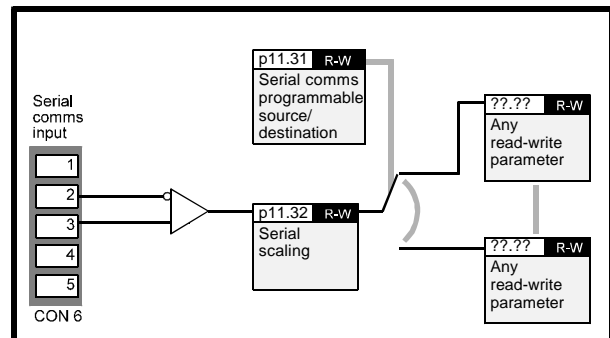 p11.31 R-W
Serial comms
programmable
source/
destination
Serial
comms
input
1
2
3
4
5
CON 6
p11.32 R-W
Serial
scaling
??.?? R-W
Any
read-write
parameter
??.?? R-W
Any
read-write
parameter